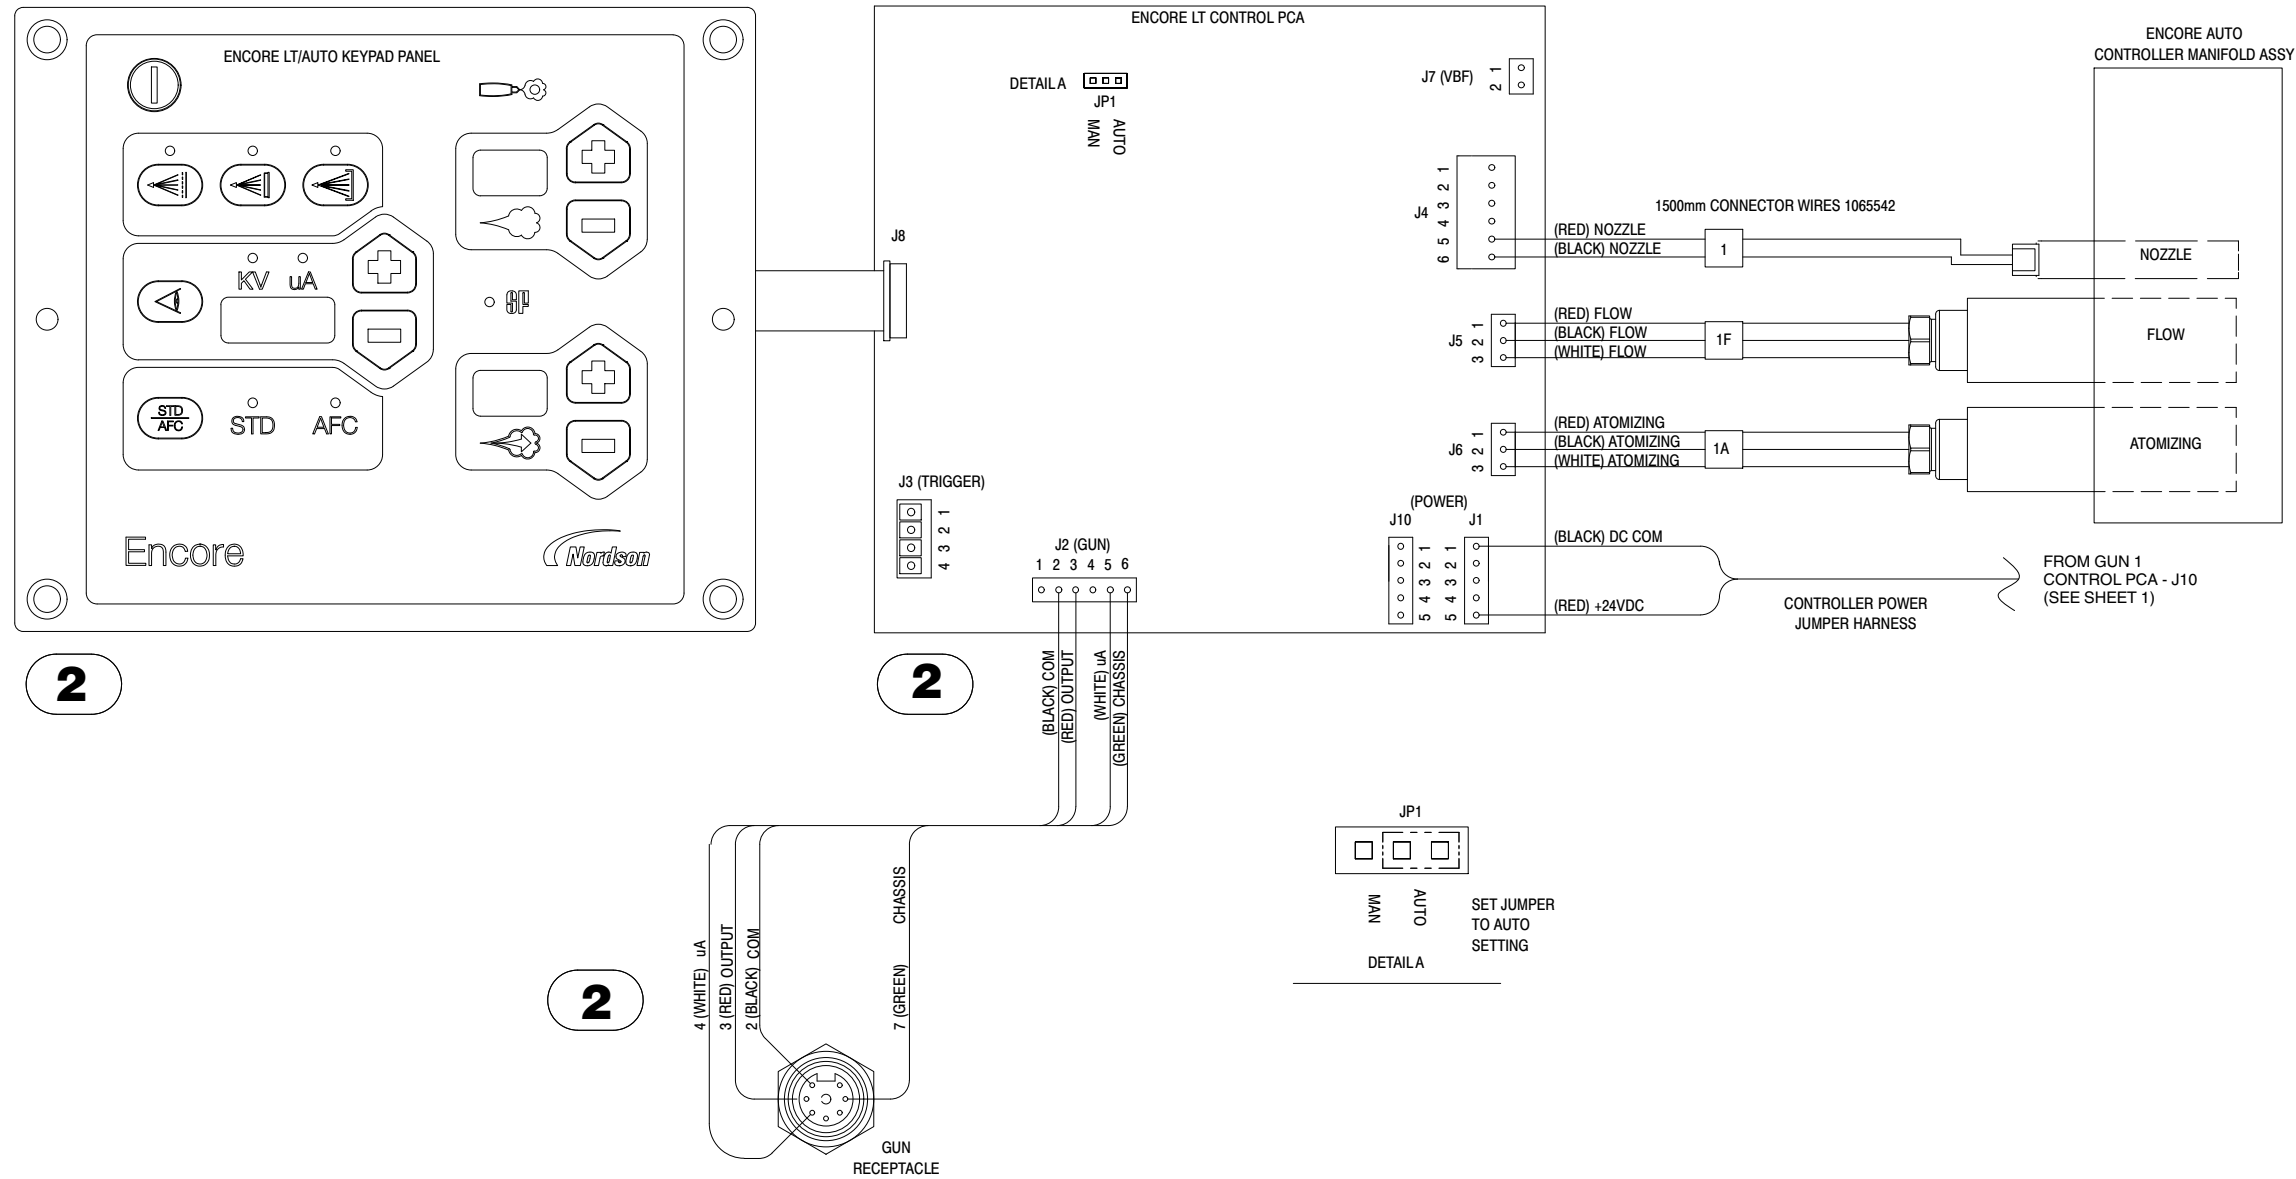 ENCORE LT/AUTO KEYPAD PANEL
KV uA
STD
AFC
STD AFC
SF
Encore
Nordson
2
ENCORE LT CONTROL PCA
DETAIL A
JP1
MAN
AUTO
J7 (VBF)
1
2
J4
1
2
3
4
5
6
J8
J5
1
2
3
J6
1
2
3
J3 (TRIGGER)
1
2
3
4
J2 (GUN)
1 2 3 4 5 6
(POWER)
J10 J1
1 1
2 2
3 3
4 4
5 5
1500mm CONNECTOR WIRES 1065542
(RED) NOZZLE
(BLACK) NOZZLE
1
(RED) FLOW
(BLACK) FLOW
(WHITE) FLOW
1F
(RED) ATOMIZING
(BLACK) ATOMIZING
(WHITE) ATOMIZING
1A
(BLACK) DC COM
(RED) +24VDC
CONTROLLER POWER
JUMPER HARNESS
FROM GUN 1
CONTROL PCA - J10
(SEE SHEET 1)
ENCORE AUTO
CONTROLLER MANIFOLD ASSY
NOZZLE
FLOW
ATOMIZING
2
(BLACK) COM
(RED) OUTPUT
(WHITE) uA
(GREEN) CHASSIS
4 (WHITE) uA
3 (RED) OUTPUT
2 (BLACK) COM
7 (GREEN) CHASSIS
2
GUN
RECEPTACLE
JP1
MAN
AUTO
SET JUMPER
TO AUTO
SETTING
DETAIL A